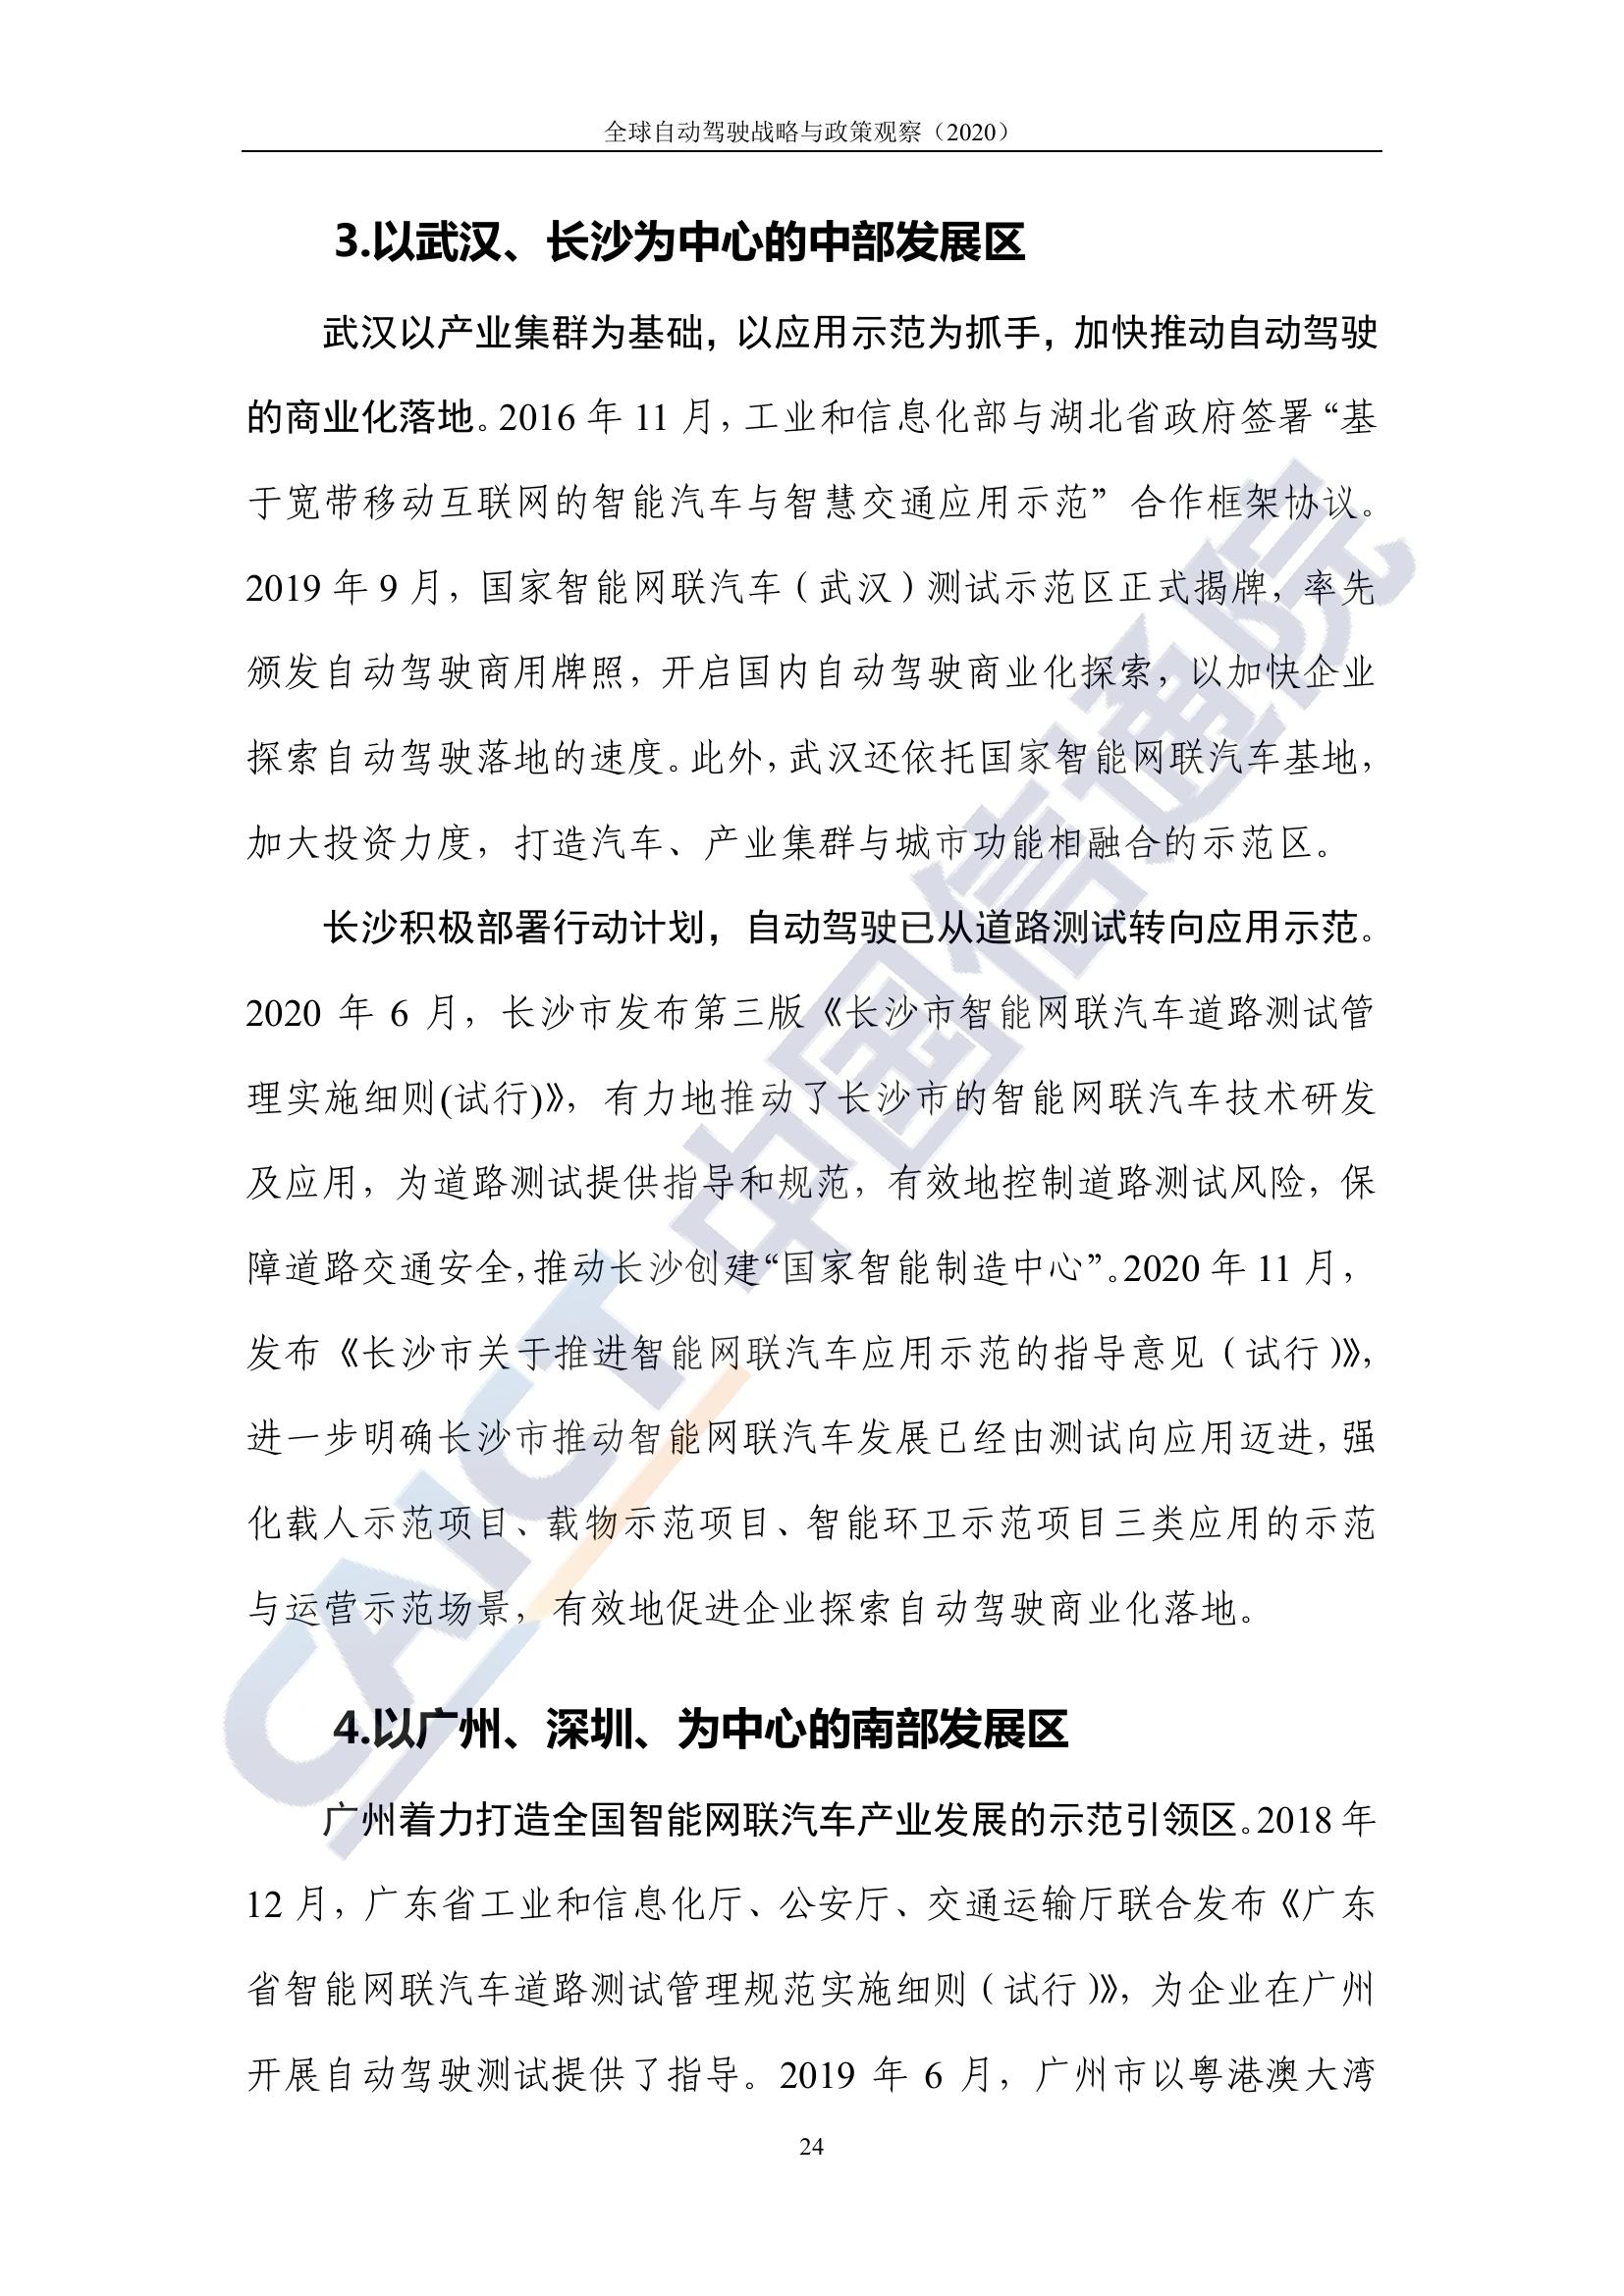 全球自动驾驶战略与政策观察（2020）
3.以武汉、长沙为中心的中部发展区
武汉以产业集群为基础，以应用示范为抓手，加快推动自动驾驶
的商业化落地。2016 年 11 月，工业和信息化部与湖北省政府签署“基
于宽带移动互联网的智能汽车与智慧交通应用示范” 合作框架协议。
2019 年 9 月，国家智能网联汽车（武汉）测试示范区正式揭牌，率先
颁发自动驾驶商用牌照，开启国内自动驾驶商业化探索，以加快企业
探索自动驾驶落地的速度。此外，武汉还依托国家智能网联汽车基地，
加大投资力度，打造汽车、产业集群与城市功能相融合的示范区。
长沙积极部署行动计划，自动驾驶已从道路测试转向应用示范。
2020 年 6 月，长沙市发布第三版《长沙市智能网联汽车道路测试管
理实施细则(试行)》，有力地推动了长沙市的智能网联汽车技术研发
及应用，为道路测试提供指导和规范，有效地控制道路测试风险，保
障道路交通安全，推动长沙创建“国家智能制造中心”。2020 年 11 月，
发布《长沙市关于推进智能网联汽车应用示范的指导意见（试行）》，
进一步明确长沙市推动智能网联汽车发展已经由测试向应用迈进，强
化载人示范项目、载物示范项目、智能环卫示范项目三类应用的示范
与运营示范场景，有效地促进企业探索自动驾驶商业化落地。
4.以广州、深圳、为中心的南部发展区
广州着力打造全国智能网联汽车产业发展的示范引领区。2018 年
12 月，广东省工业和信息化厅、公安厅、交通运输厅联合发布《广东
省智能网联汽车道路测试管理规范实施细则（试行）》，为企业在广州
开展自动驾驶测试提供了指导。2019 年 6 月，广州市以粤港澳大湾
24
CAICT 中国信通院